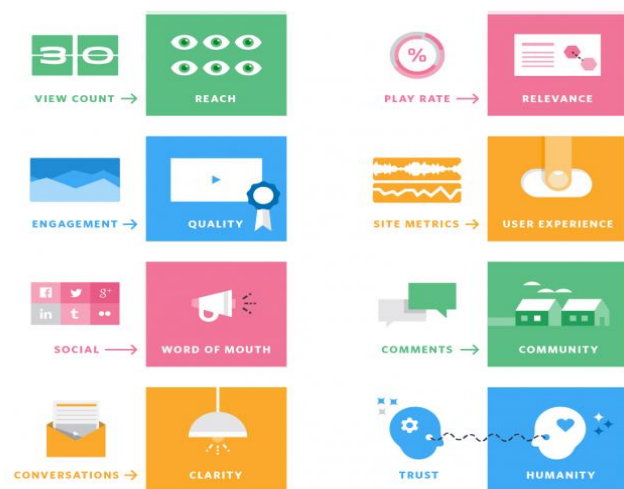 30
VIEW COUNT → REACH
%
PLAY RATE → RELEVANCE
ENGAGEMENT → QUALITY
SITE METRICS → USER EXPERIENCE
f
g+
in t
SOCIAL → WORD OF MOUTH
COMMENTS → COMMUNITY
CONVERSATIONS → CLARITY
TRUST HUMANITY